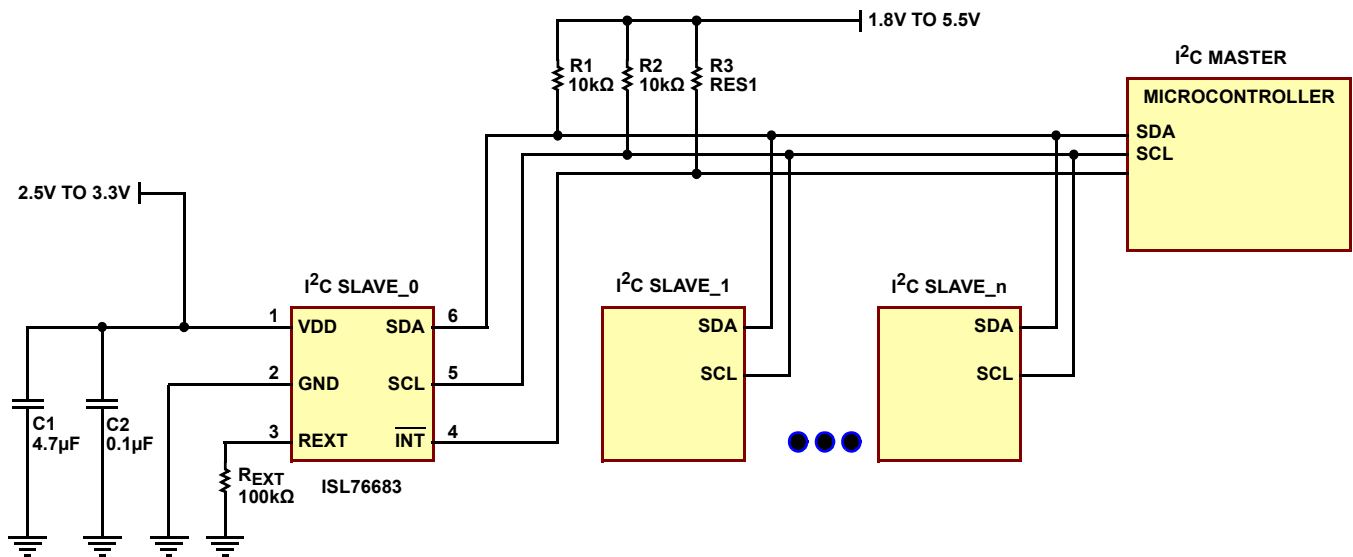 1.8V TO 5.5V
R1
10kΩ
R2
10kΩ
R3
RES1
I²C MASTER
MICROCONTROLLER
SDA
SCL
2.5V TO 3.3V
I²C SLAVE_0
1
VDD
SDA
6
2
GND
SCL
5
3
REXT
INT
4
ISL76683
C1
4.7µF
C2
0.1µF
REXT
100kΩ
I²C SLAVE_1
SDA
SCL
I²C SLAVE_n
SDA
SCL